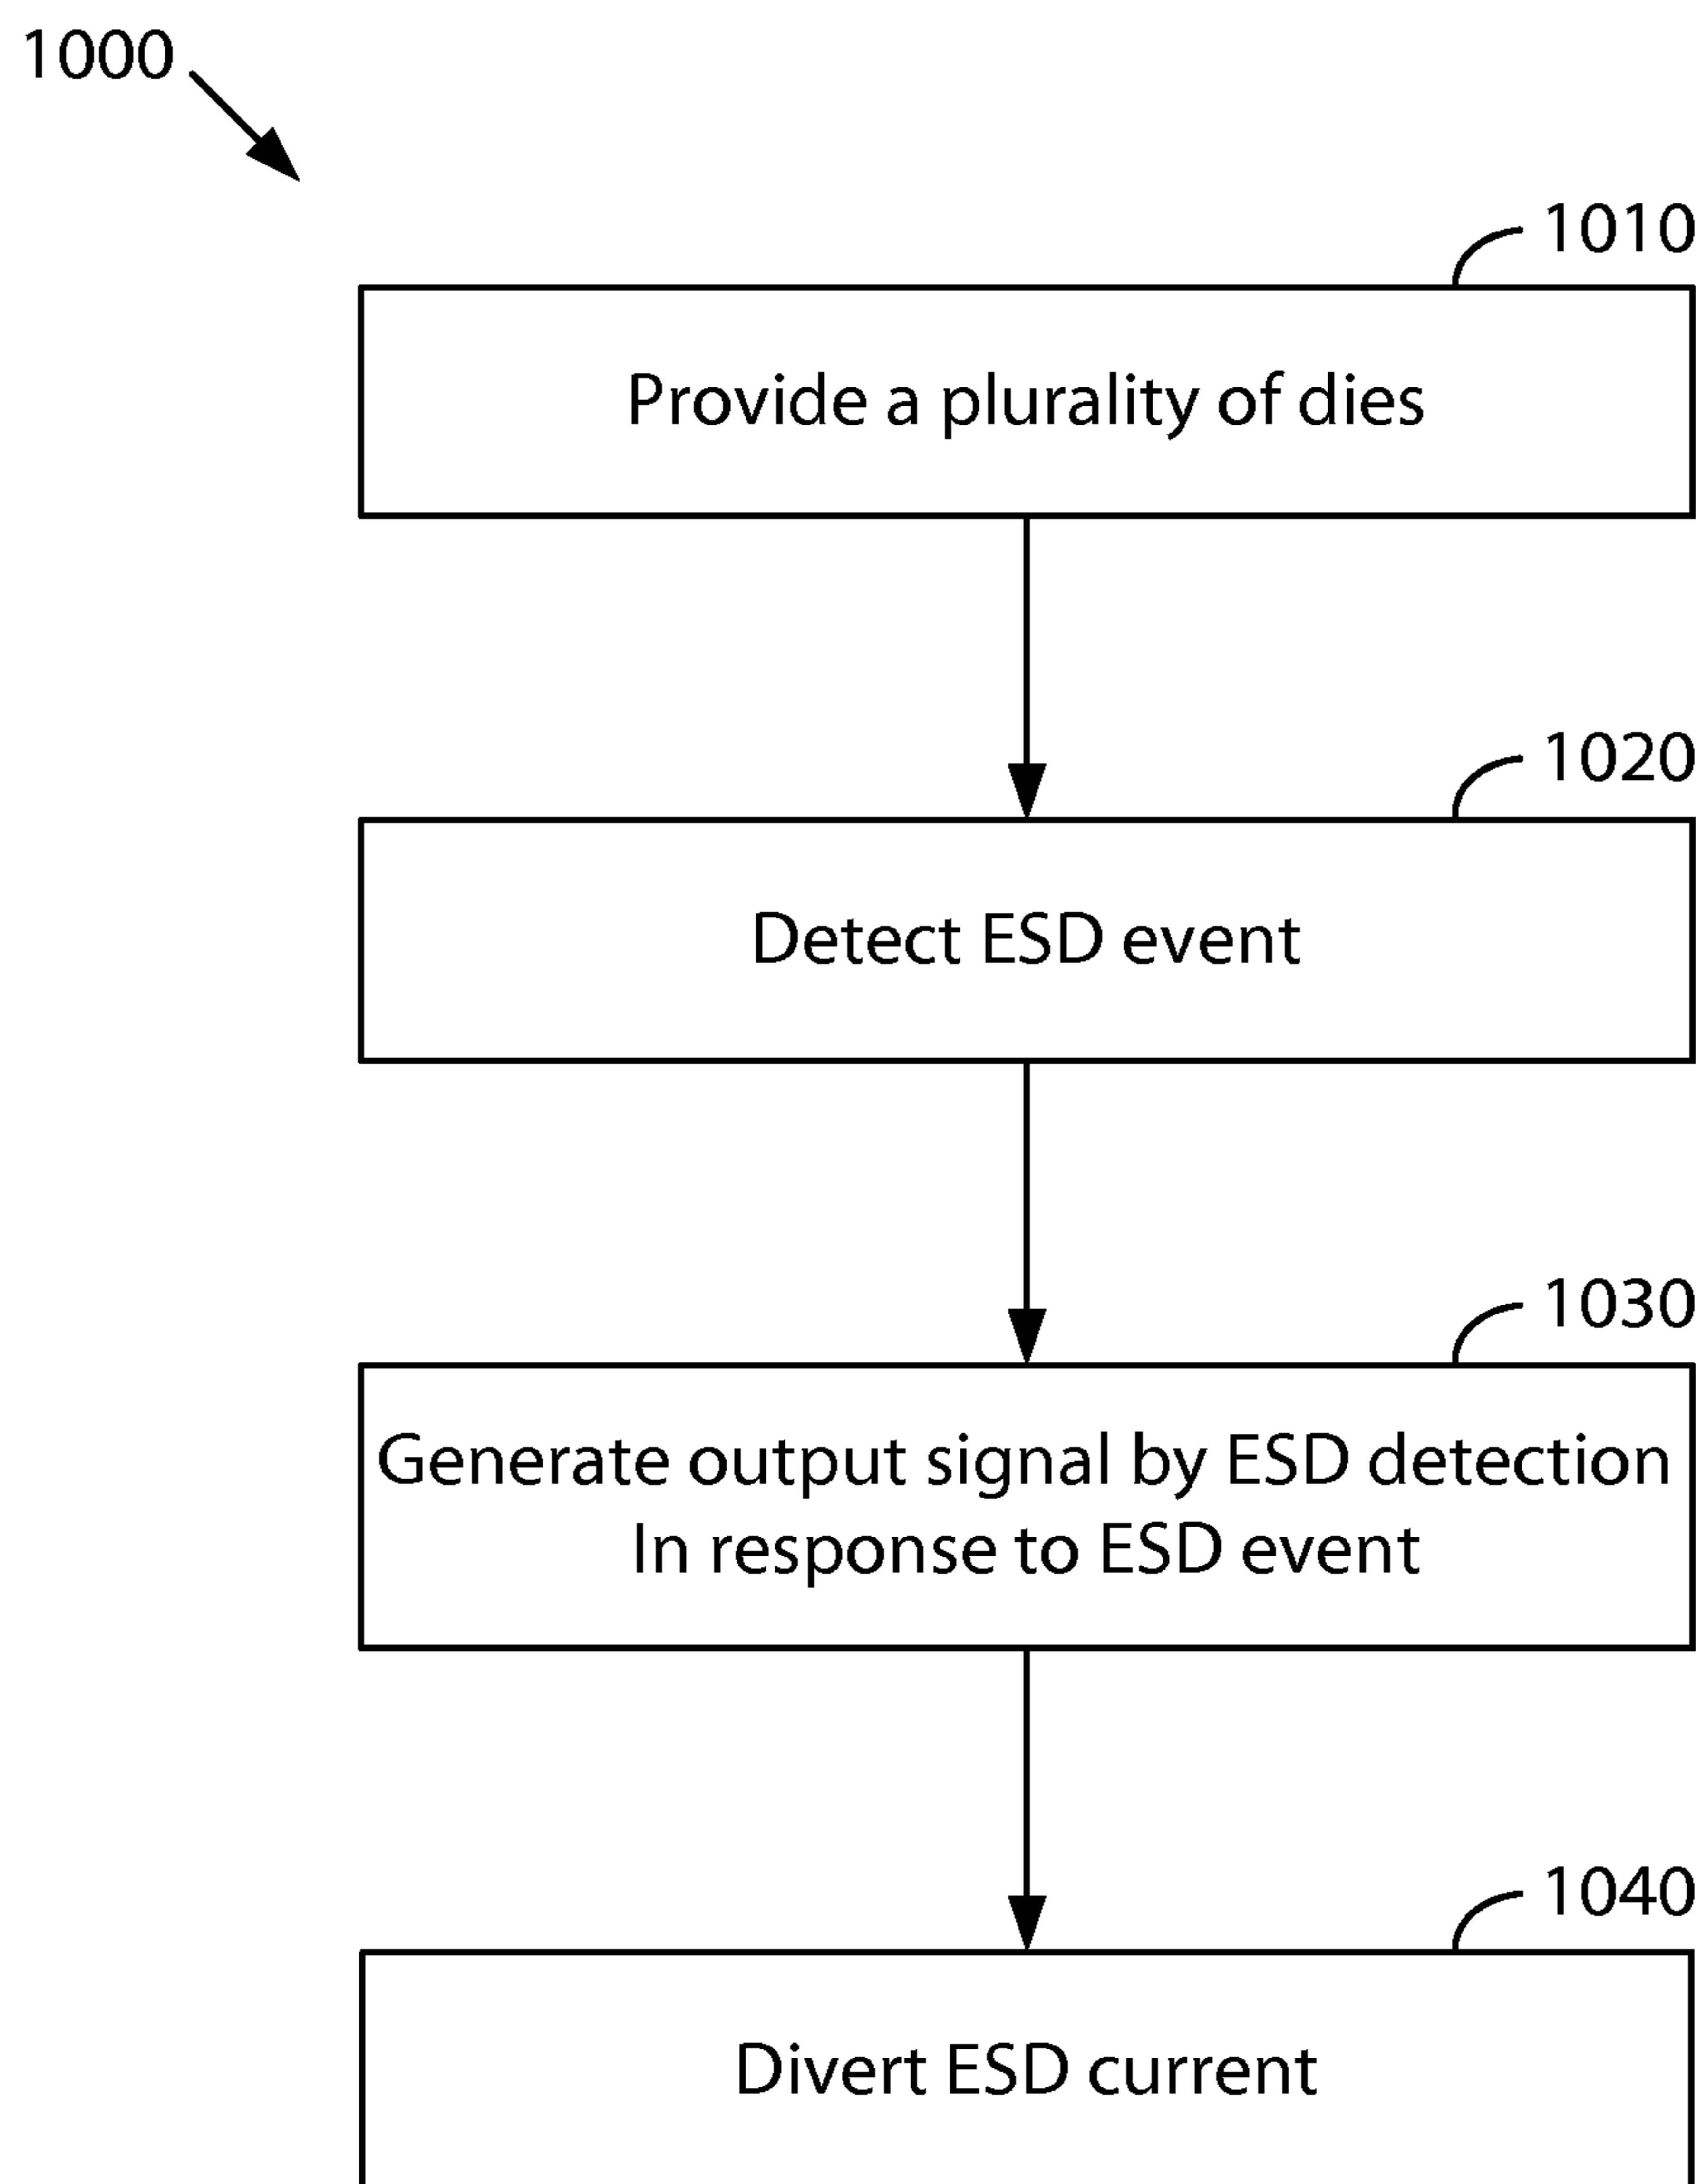 1000
1010
Provide a plurality of dies
1020
Detect ESD event
1030
Generate output signal by ESD detection
In response to ESD event
1040
Divert ESD current